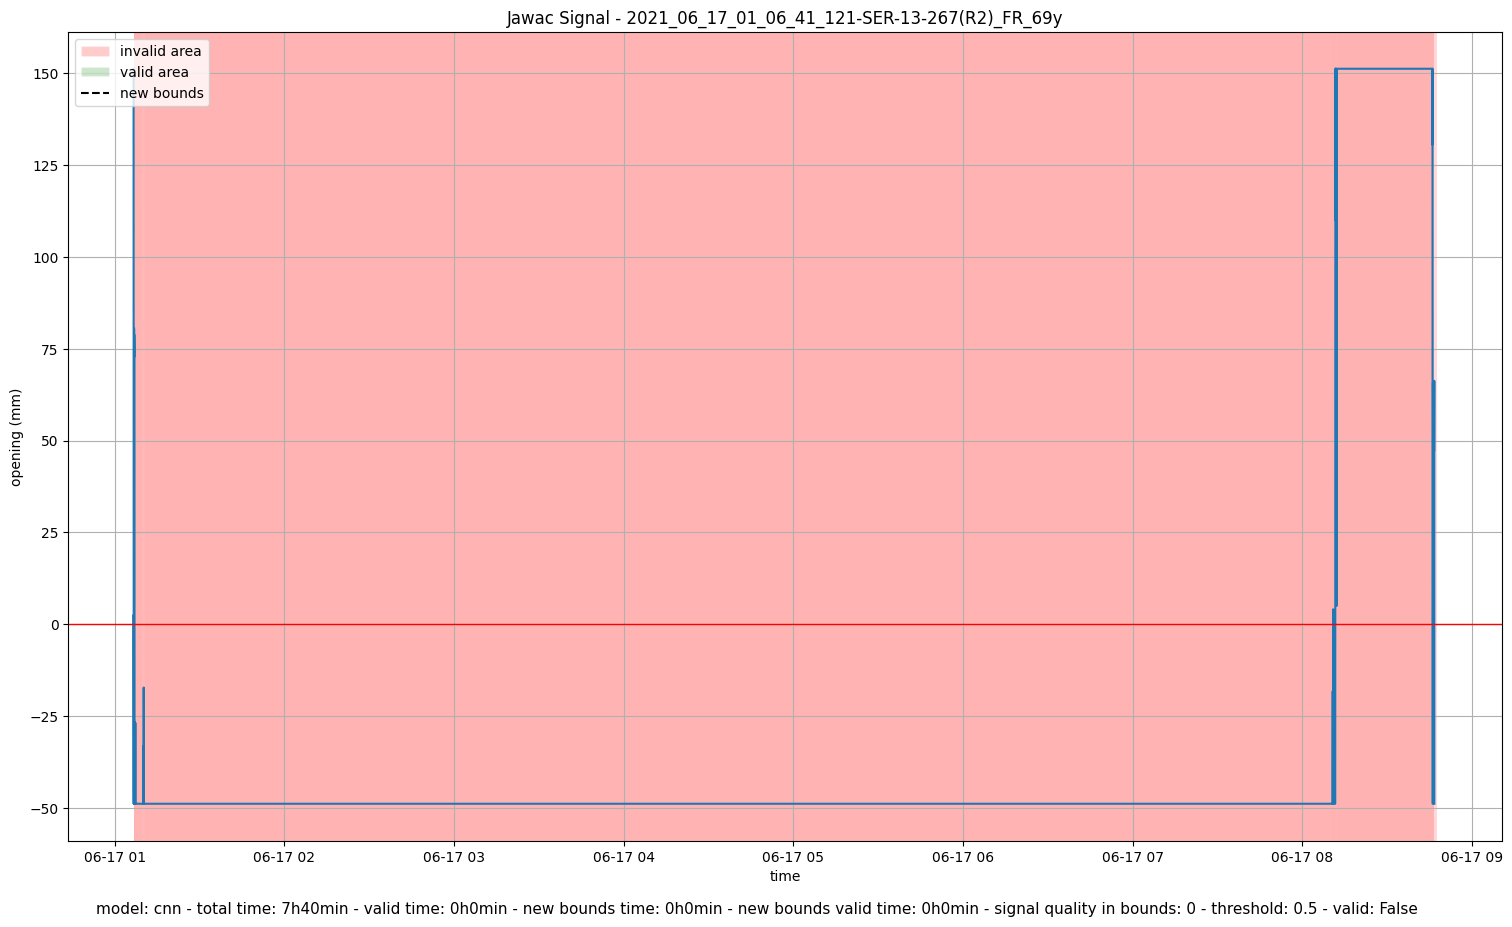 Jawac Signal - 2021_06_17_01_06_41_121-SER-13-267(R2)_FR_69y
invalid area
valid area
new bounds
150
125
100
75
50
25
0
−25
−50
opening (mm)
06-17 01
06-17 02
06-17 03
06-17 04
06-17 05
06-17 06
06-17 07
06-17 08
06-17 09
time
model: cnn - total time: 7h40min - valid time: 0h0min - new bounds time: 0h0min - new bounds valid time: 0h0min - signal quality in bounds: 0 - threshold: 0.5 - valid: False